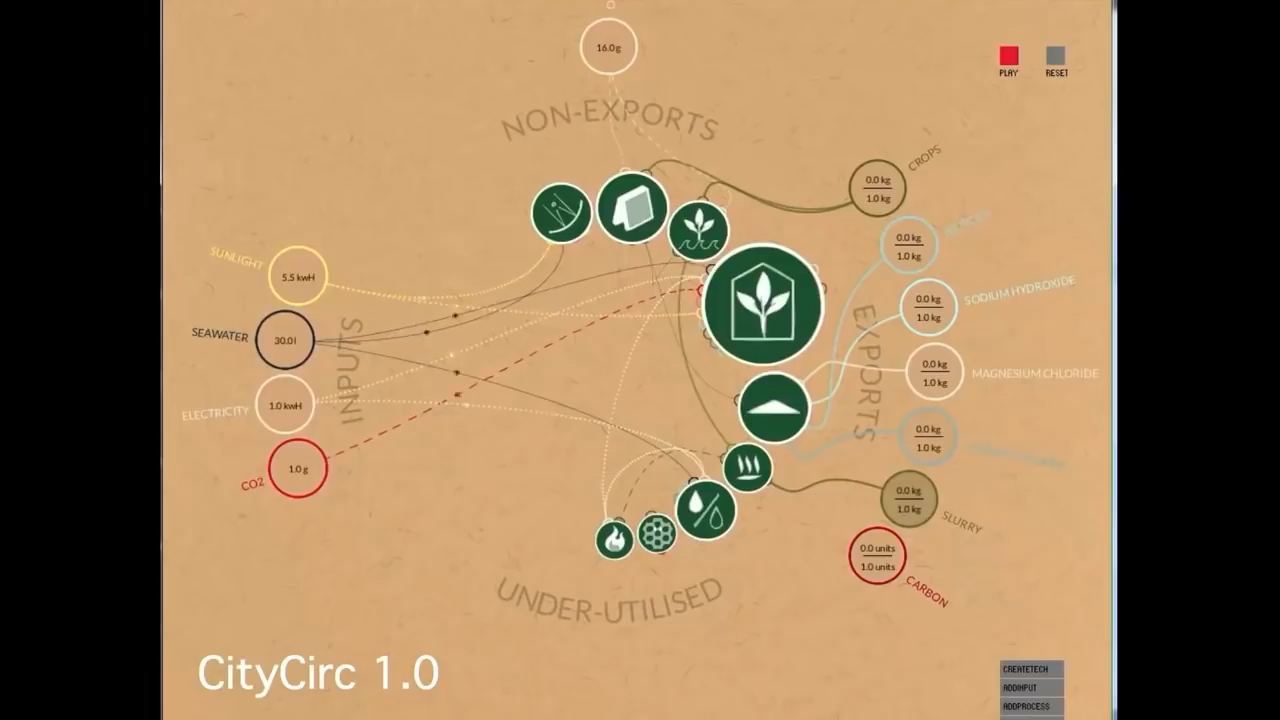 16.0g
NON-EXPORTS
PLAY
RESET
CROPS
0.0 kg
1.0 kg
0.0 kg
1.0 kg
SUNLIGHT
5.5 kwH
SODIUM HYDROXIDE
0.0 kg
1.0 kg
SEAWATER
30.0 l
INPUTS
EXPORTS
0.0 kg
1.0 kg
MAGNESIUM CHLORIDE
ELECTRICITY
1.0 kwH
0.0 kg
1.0 kg
CO2
1.0 g
0.0 kg
1.0 kg
SLURRY
0.0 units
1.0 units
CARBON
UNDER-UTILISED
CityCirc 1.0
CREATETECH
ADDINPUT
ADDPROCESS